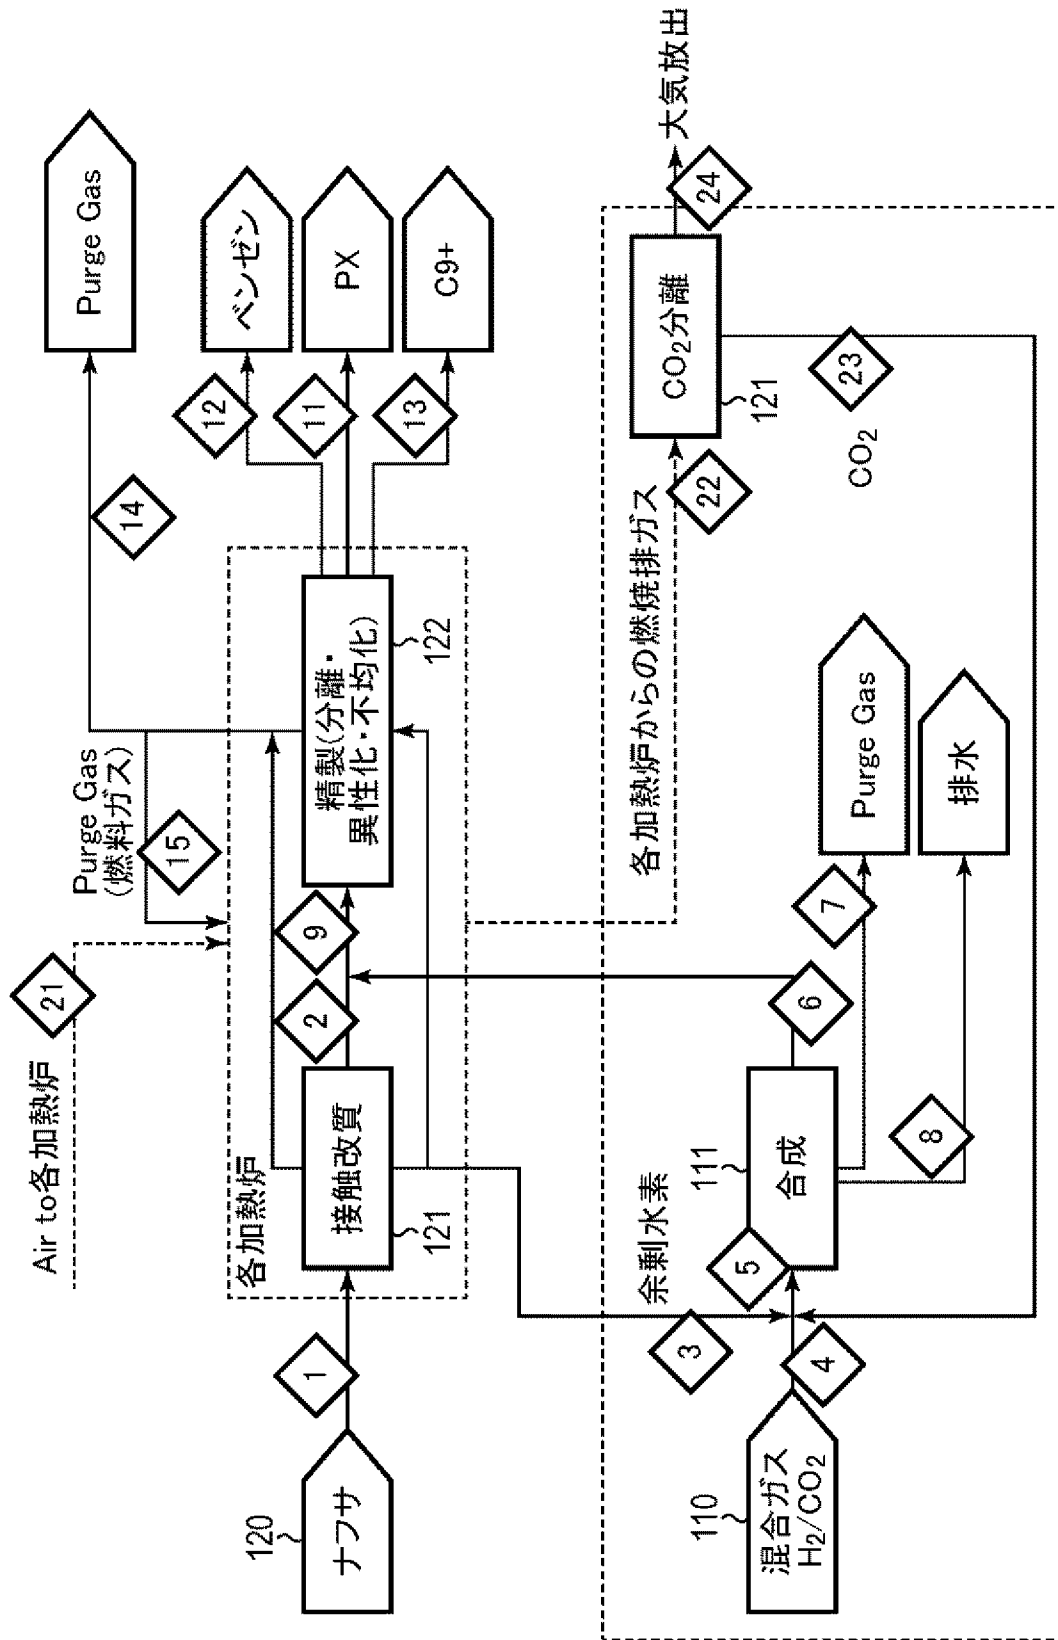 Air to各加熱炉
21
Purge Gas
(燃料ガス)
15
14
Purge Gas
各加熱炉
120
ナフサ
1
接触改質
121
2
9
精製(分離・
異性化・不均化)
122
12
ベンゼン
11
PX
13
C9+
余剰水素
3
110
混合ガス
H₂/CO₂
4
5
111
合成
6
7
Purge Gas
8
排水
各加熱炉からの燃焼排ガス
22
CO₂分離
121
24
大気放出
CO₂
23